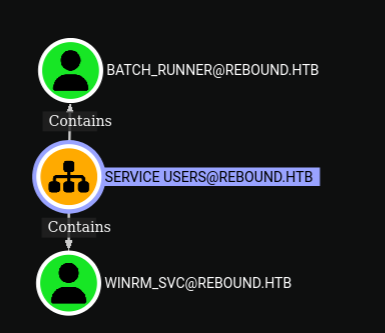 BATCH_RUNNER@REBOUND.HTB
Contains
SERVICE USERS@REBOUND.HTB
Contains
WINRM_SVC@REBOUND.HTB